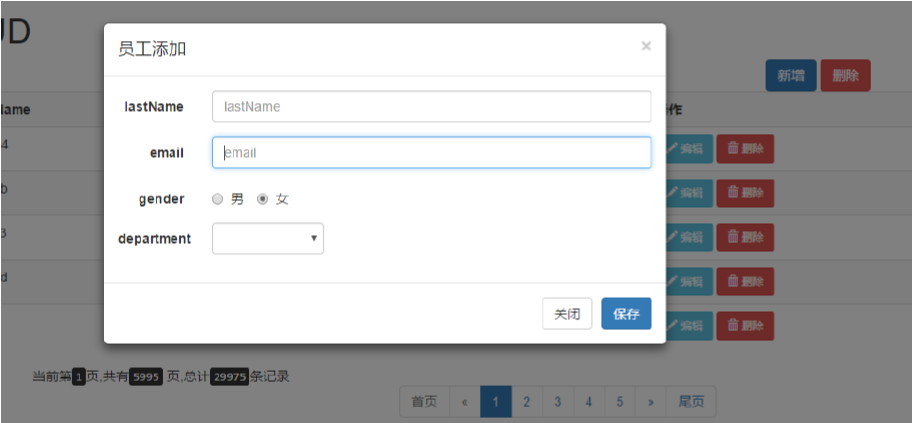 UD
员工添加 ×
新增 删除
lastName lastName
ame 操作
email email
4 编辑 删除
gender 男 女
b 编辑 删除
department
3 编辑 删除
d 编辑 删除
关闭 保存
编辑 删除
当前第1页,共有5995 页,总计29975条记录
首页 « 1 2 3 4 5 » 尾页